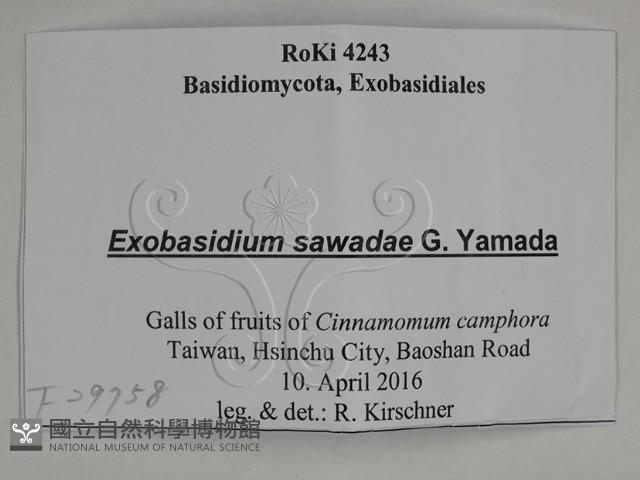 RoKi 4243
Basidiomycota, Exobasidiales
Exobasidium sawadae G. Yamada
Galls of fruits of Cinnamomum camphora
Taiwan, Hsinchu City, Baoshan Road
10. April 2016
leg. & det.: R. Kirschner
F29958
國立自然科學博物館
NATIONAL MUSEUM OF NATURAL SCIENCE